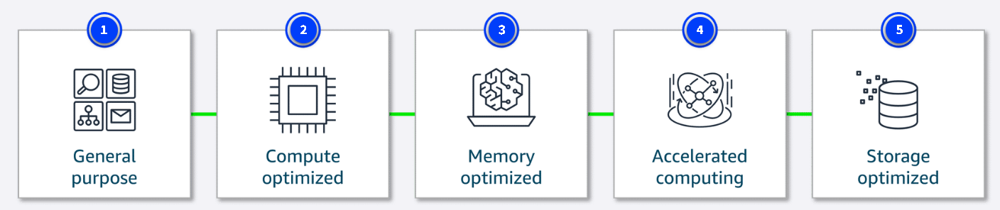 1
2
3
4
5
General
purpose
Compute
optimized
Memory
optimized
Accelerated
computing
Storage
optimized